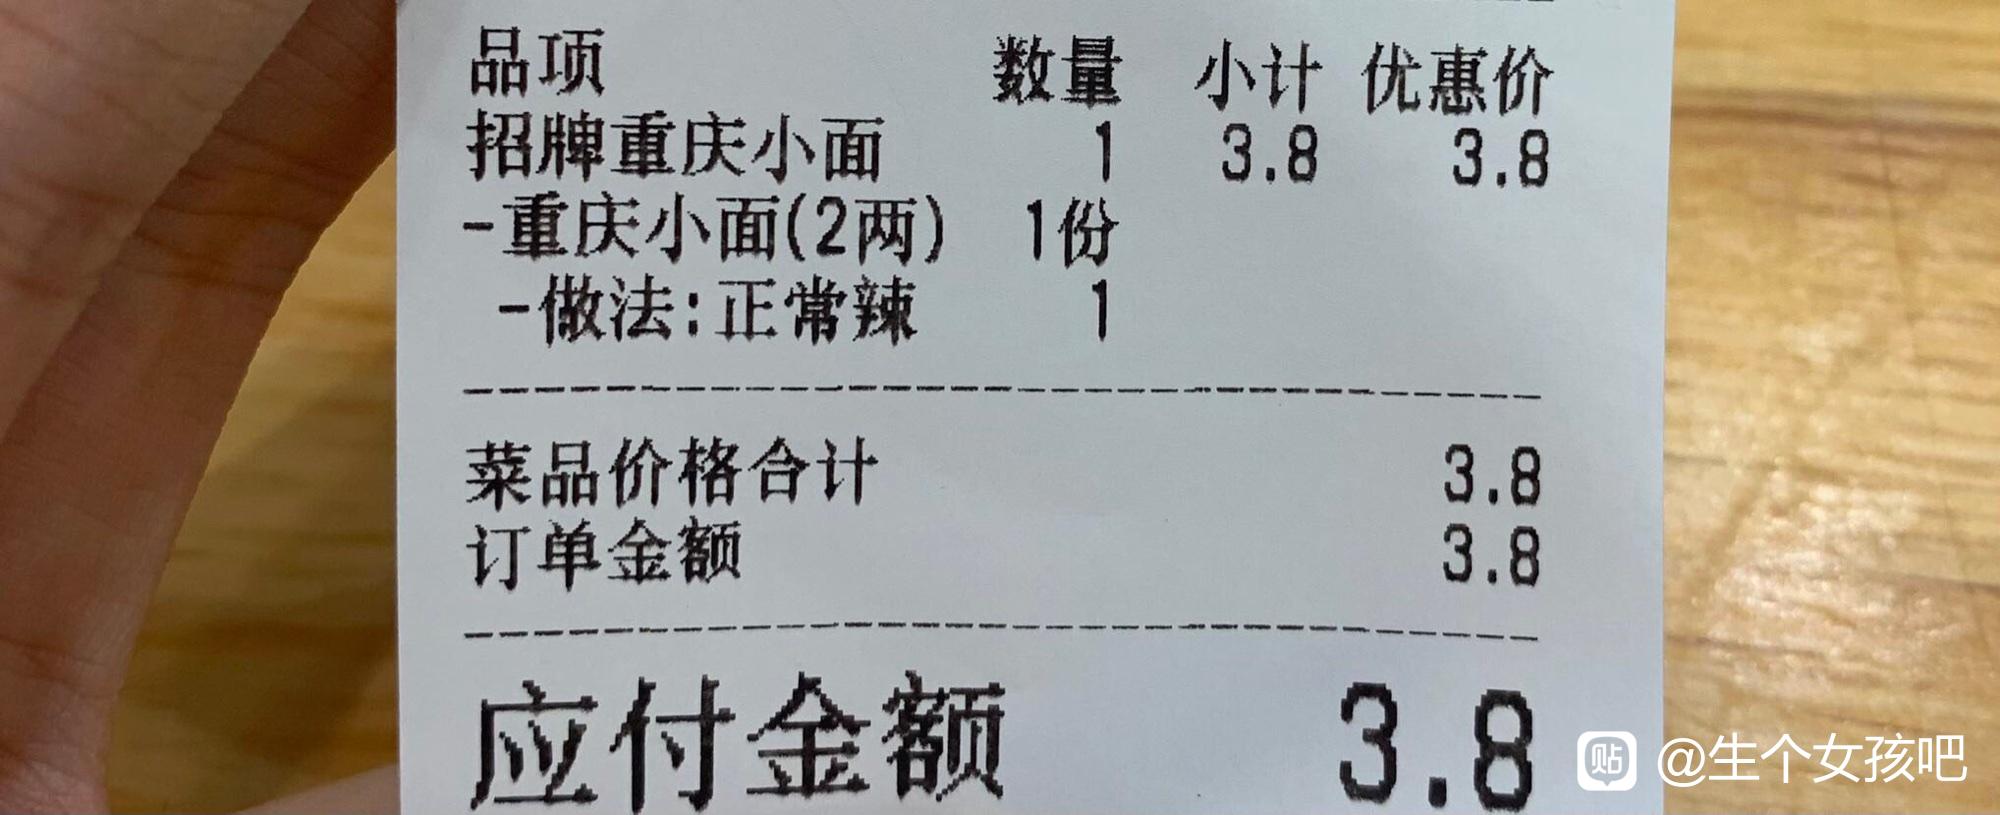 品项 数量 小计 优惠价
招牌重庆小面 1 3.8 3.8
-重庆小面(2两) 1份
-做法:正常辣 1
菜品价格合计 3.8
订单金额 3.8
应付金额 3.8
贴 @生个女孩吧